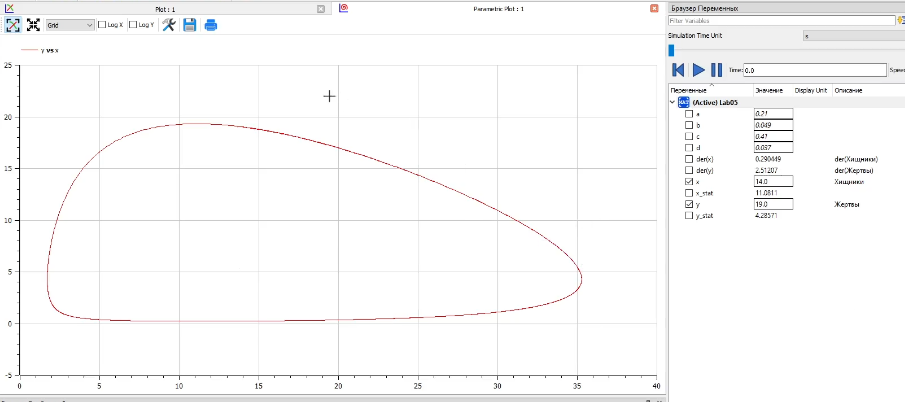 Plot : 1
Parametric Plot : 1
Браузер Переменных
Filter Variables
Grid Log X Log Y
Simulation Time Unit s
y vs x
Time: 0.0 Speed
Переменные Значение Display Unit Описание
(Active) Lab05
a 0.21
b 0.049
c 0.41
d 0.037
der(x) 0.290449 der(Хищники)
der(y) 2.51207 der(Жертвы)
x 14.0 Хищники
x_stat 11.0811
y 19.0 Жертвы
y_stat 4.28571
25
20
15
10
5
0
-5
0 5 10 15 20 25 30 35 40